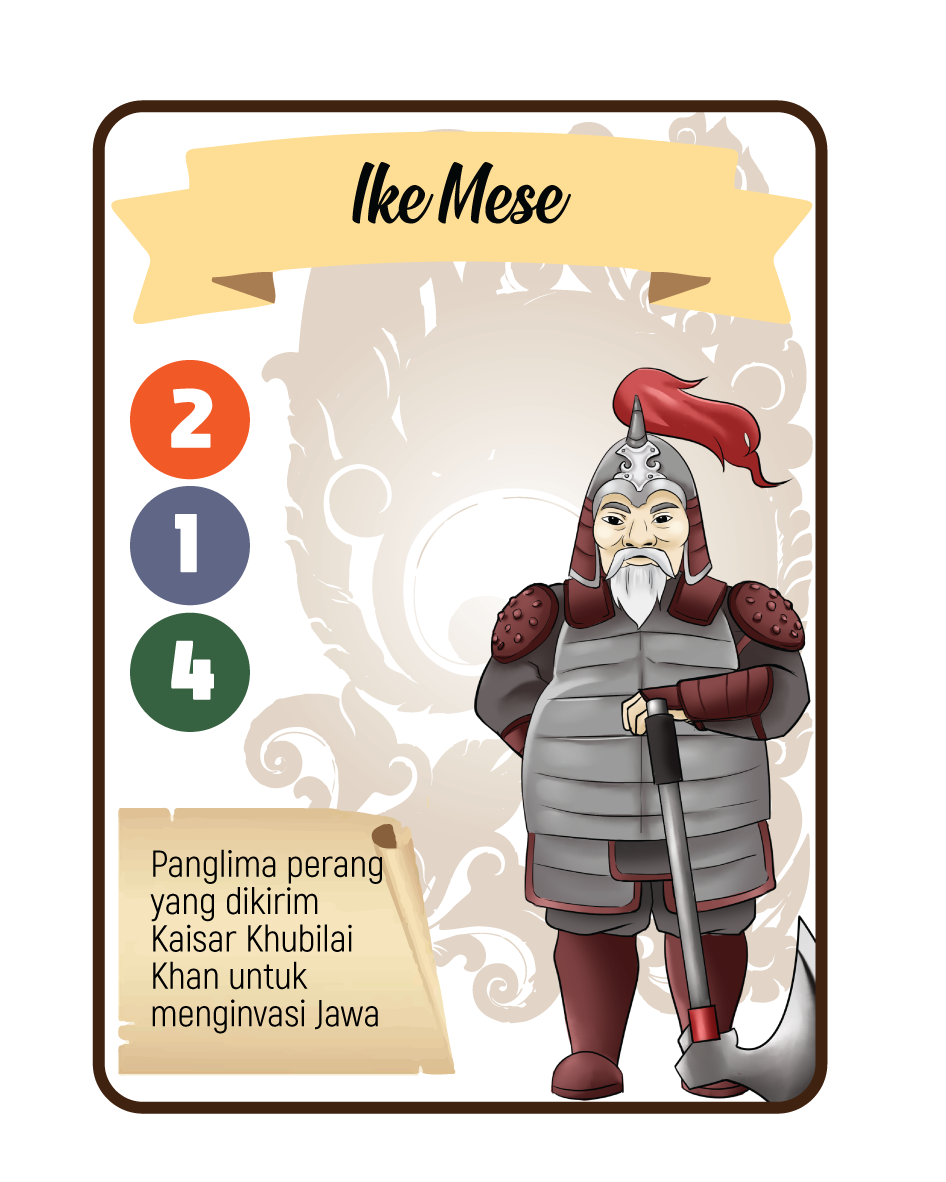 Ike Mese
2
1
4
Panglima perang
yang dikirim
Kaisar Khubilai
Khan untuk
menginvasi Jawa